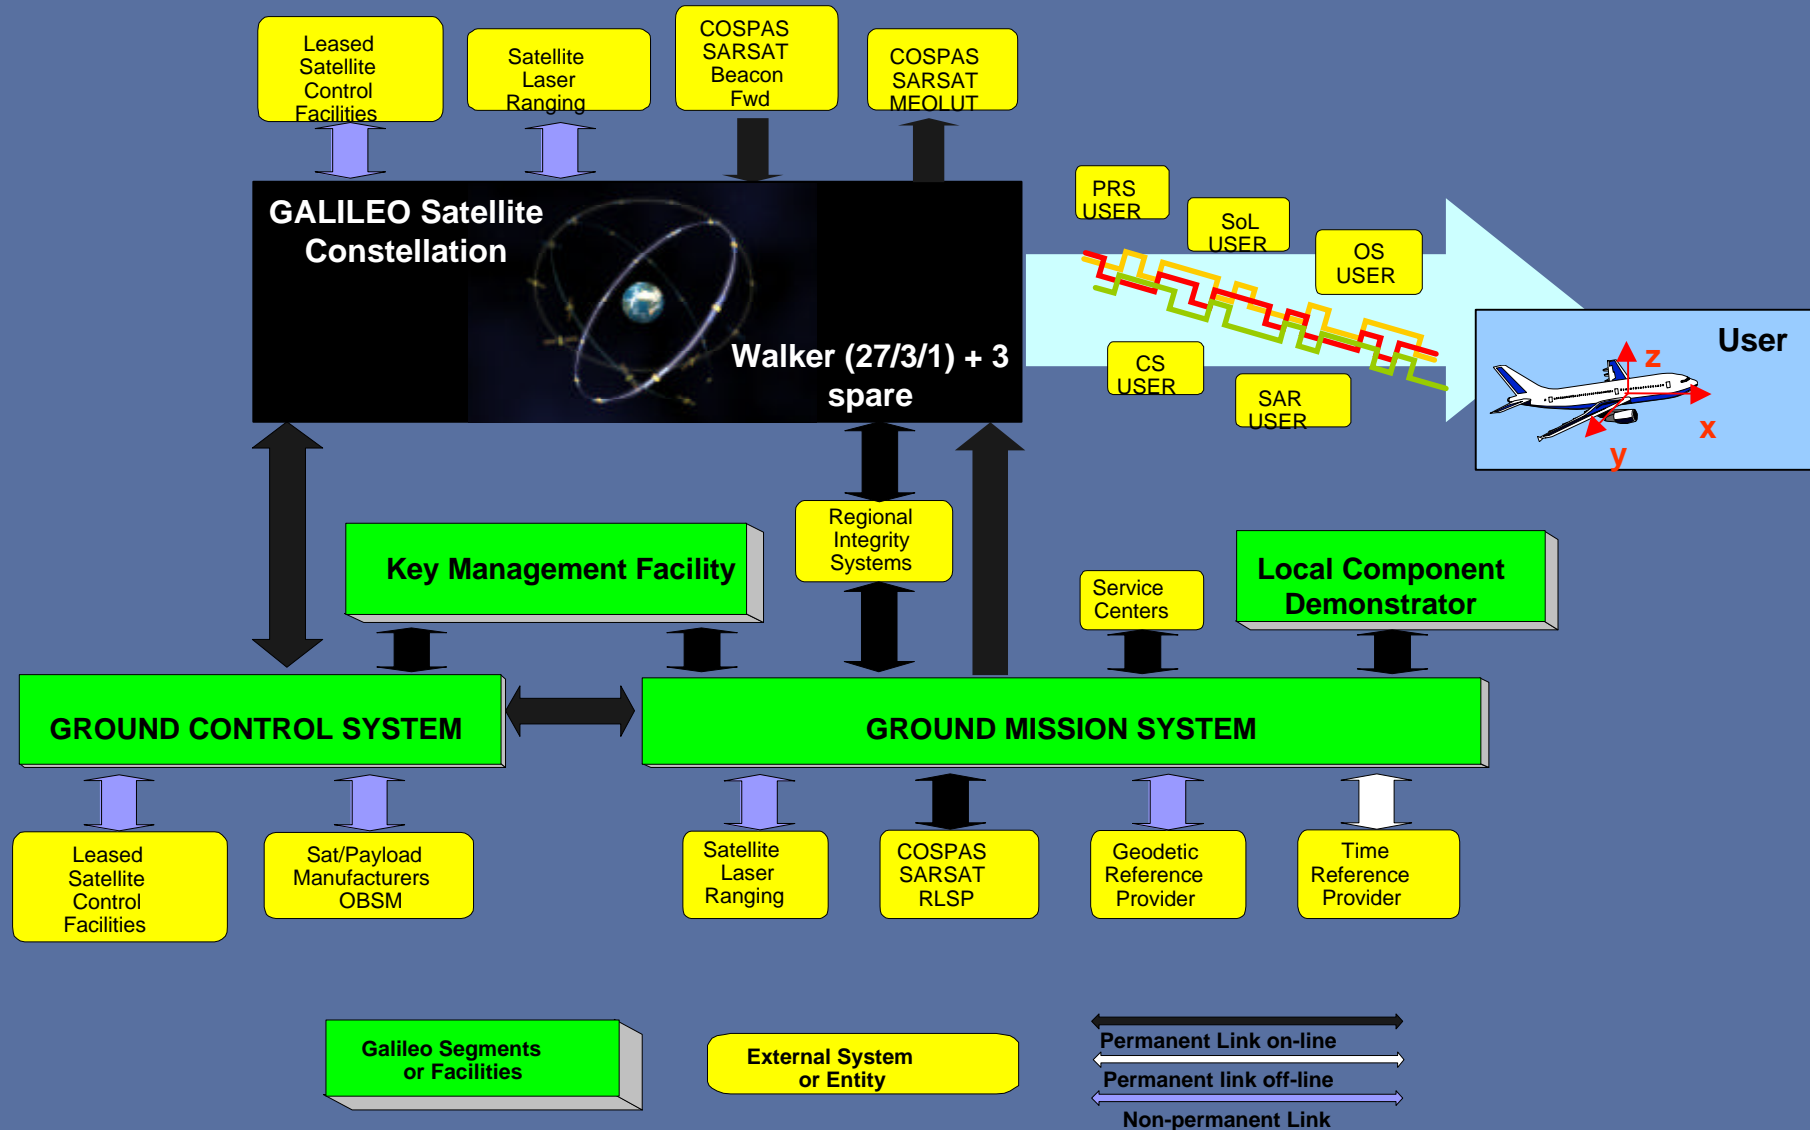 Leased
Satellite
Control
Facilities
Satellite
Laser
Ranging
COSPAS
SARSAT
Beacon
Fwd
COSPAS
SARSAT
MEOLUT
GALILEO Satellite
Constellation
Walker (27/3/1) + 3
spare
PRS
USER
SoL
USER
OS
USER
CS
USER
SAR
USER
User
z
x
y
Regional
Integrity
Systems
Key Management Facility
Service
Centers
Local Component
Demonstrator
GROUND CONTROL SYSTEM
GROUND MISSION SYSTEM
Leased
Satellite
Control
Facilities
Sat/Payload
Manufacturers
OBSM
Satellite
Laser
Ranging
COSPAS
SARSAT
RLSP
Geodetic
Reference
Provider
Time
Reference
Provider
Galileo Segments
or Facilities
External System
or Entity
Permanent Link on-line
Permanent link off-line
Non-permanent Link